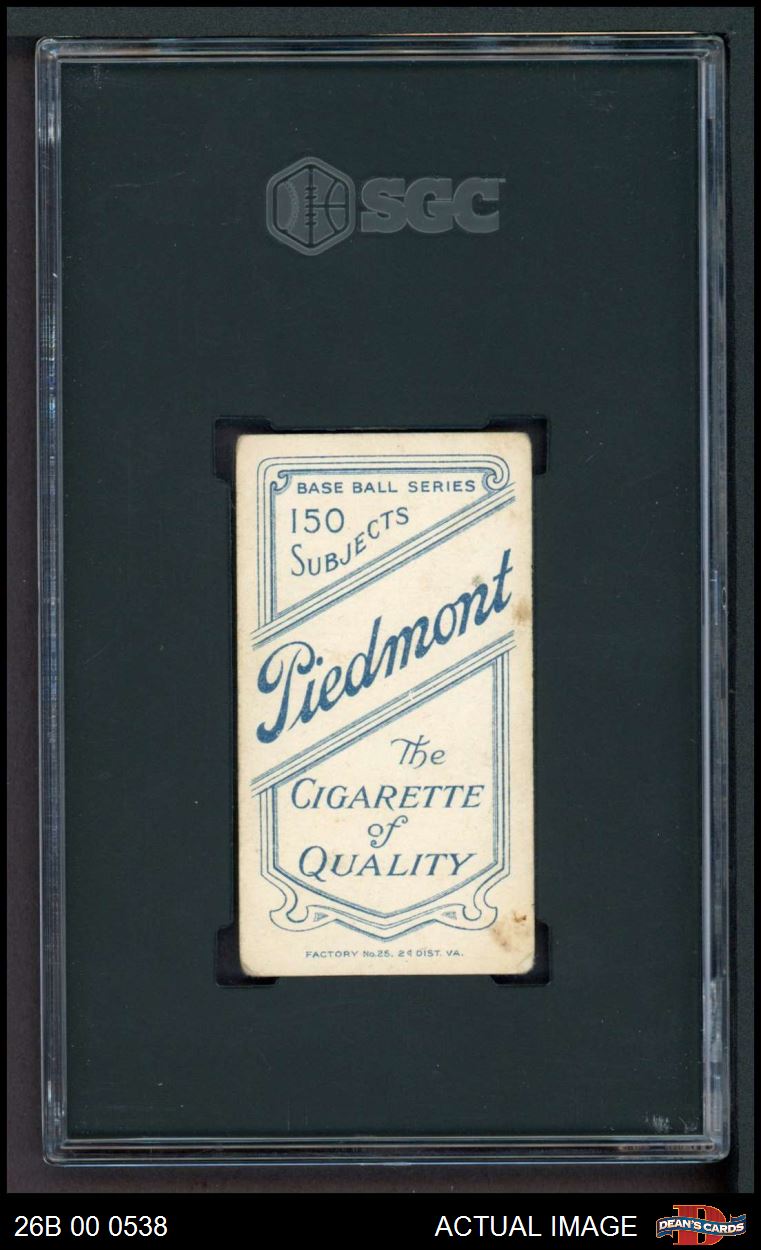 SGC
BASE BALL SERIES
150
SUBJECTS
Piedmont
The
CIGARETTE
of
QUALITY
FACTORY No.25. 2d DIST. VA.
26B 00 0538
ACTUAL IMAGE
DEAN'S CARDS